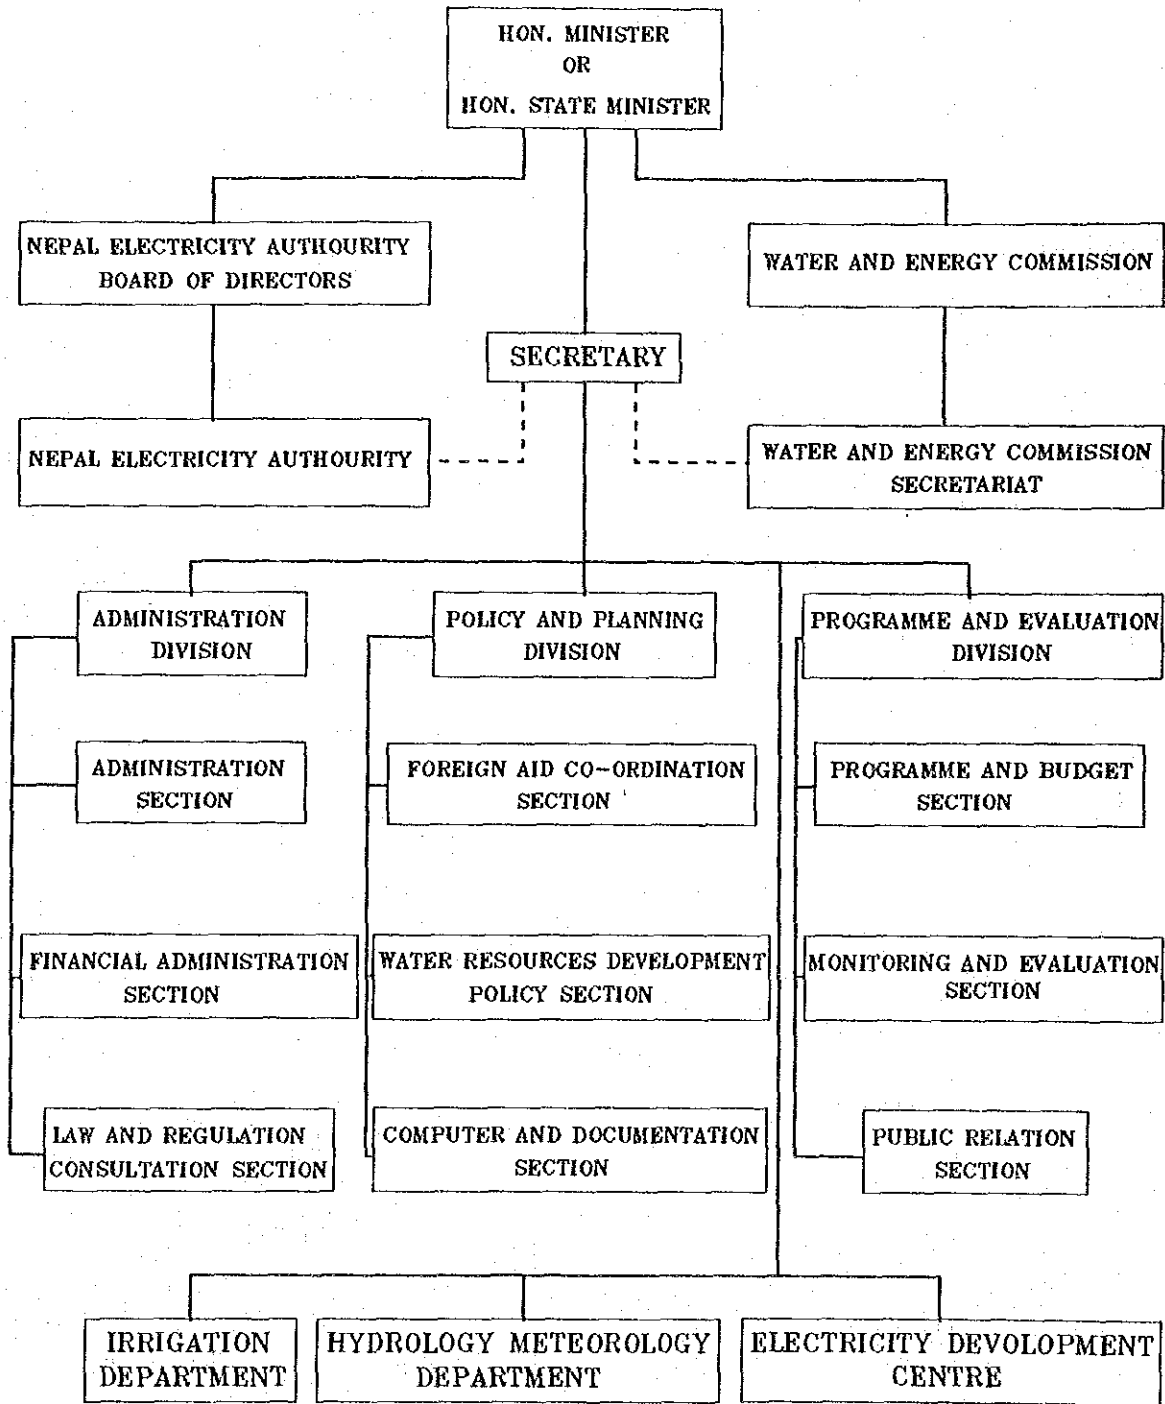 HON. MINISTER
OR
HON. STATE MINISTER
NEPAL ELECTRICITY AUTHOURITY
BOARD OF DIRECTORS
WATER AND ENERGY COMMISSION
SECRETARY
NEPAL ELECTRICITY AUTHOURITY
WATER AND ENERGY COMMISSION
SECRETARIAT
ADMINISTRATION
DIVISION
POLICY AND PLANNING
DIVISION
PROGRAMME AND EVALUATION
DIVISION
ADMINISTRATION
SECTION
FOREIGN AID CO-ORDINATION
SECTION
PROGRAMME AND BUDGET
SECTION
FINANCIAL ADMINISTRATION
SECTION
WATER RESOURCES DEVELOPMENT
POLICY SECTION
MONITORING AND EVALUATION
SECTION
LAW AND REGULATION
CONSULTATION SECTION
COMPUTER AND DOCUMENTATION
SECTION
PUBLIC RELATION
SECTION
IRRIGATION
DEPARTMENT
HYDROLOGY METEOROLOGY
DEPARTMENT
ELECTRICITY DEVOLOPMENT
CENTRE